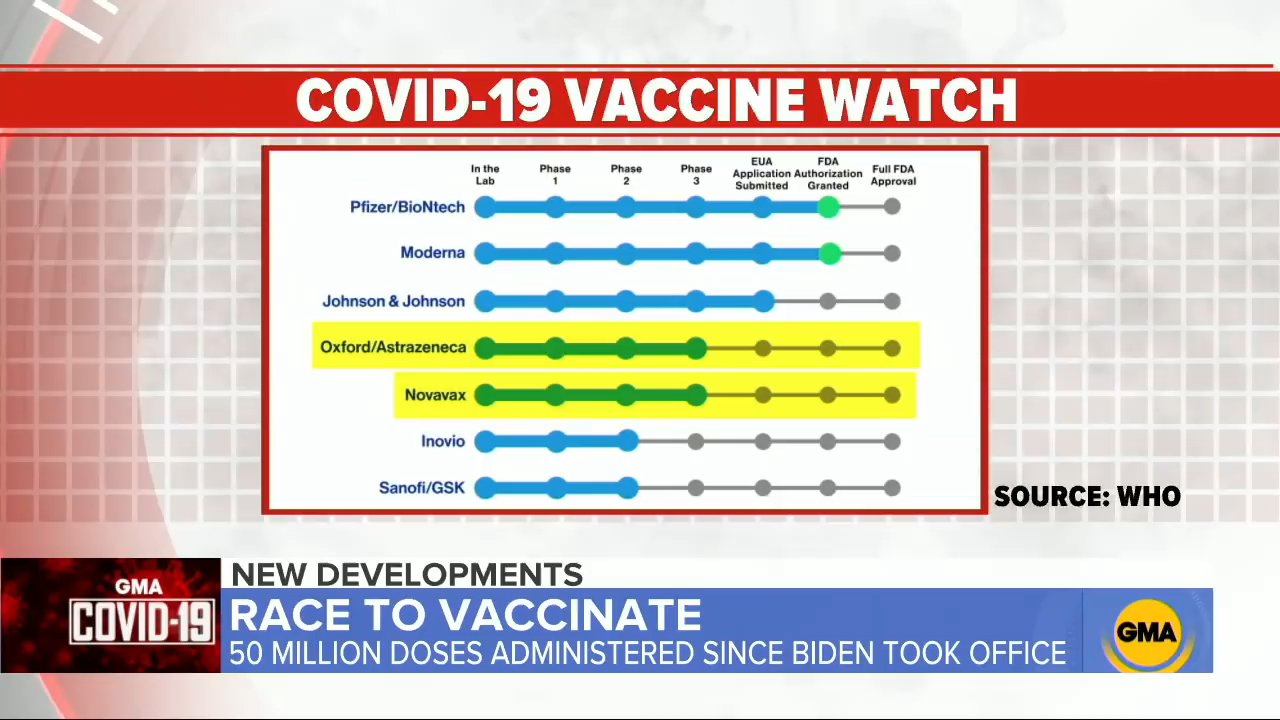 COVID-19 VACCINE WATCH
In the
Lab
Phase
1
Phase
2
Phase
3
EUA
Application
Submitted
FDA
Authorization
Granted
Full FDA
Approval
Pfizer/BioNtech
Moderna
Johnson & Johnson
Oxford/Astrazeneca
Novavax
Inovio
Sanofi/GSK
SOURCE: WHO
GMA
COVID-19
NEW DEVELOPMENTS
RACE TO VACCINATE
50 MILLION DOSES ADMINISTERED SINCE BIDEN TOOK OFFICE
GMA